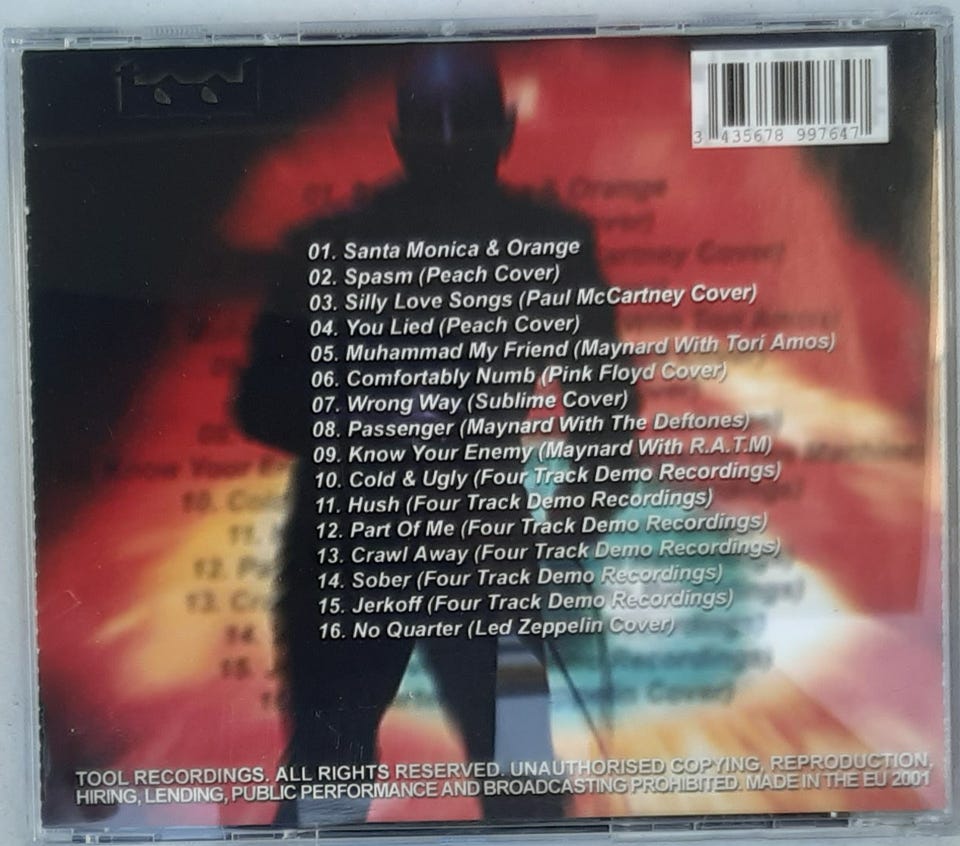 tool
3 435678 997647
01. Santa Monica & Orange
02. Spasm (Peach Cover)
03. Silly Love Songs (Paul McCartney Cover)
04. You Lied (Peach Cover)
05. Muhammad My Friend (Maynard With Tori Amos)
06. Comfortably Numb (Pink Floyd Cover)
07. Wrong Way (Sublime Cover)
08. Passenger (Maynard With The Deftones)
09. Know Your Enemy (Maynard With R.A.T.M)
10. Cold & Ugly (Four Track Demo Recordings)
11. Hush (Four Track Demo Recordings)
12. Part Of Me (Four Track Demo Recordings)
13. Crawl Away (Four Track Demo Recordings)
14. Sober (Four Track Demo Recordings)
15. Jerkoff (Four Track Demo Recordings)
16. No Quarter (Led Zeppelin Cover)
TOOL RECORDINGS. ALL RIGHTS RESERVED. UNAUTHORISED COPYING, REPRODUCTION,
HIRING, LENDING, PUBLIC PERFORMANCE AND BROADCASTING PROHIBITED. MADE IN THE EU 2001